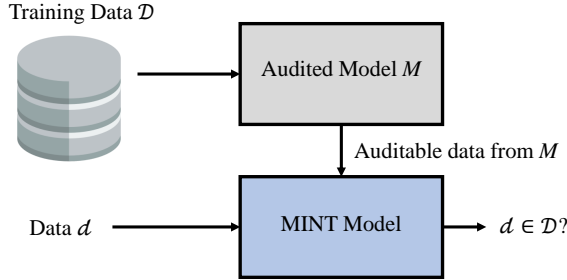 Training Data 𝒟
Audited Model M
Auditable data from M
Data d
MINT Model
d ∈ 𝒟?